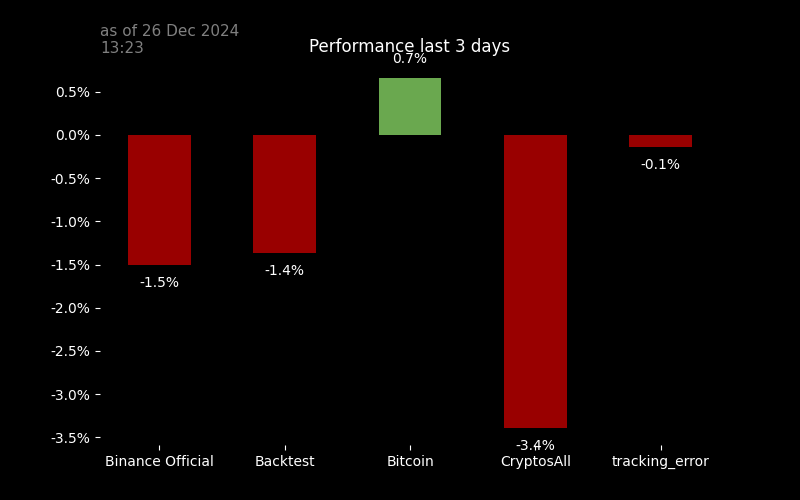 as of 26 Dec 2024
13:23
Performance last 3 days
0.7%
0.5%
0.0%
-0.1%
-0.5%
-1.0%
-1.5%
-1.5%
-1.4%
-2.0%
-2.5%
-3.0%
-3.5%
-3.4%
Binance Official
Backtest
Bitcoin
CryptosAll
tracking_error